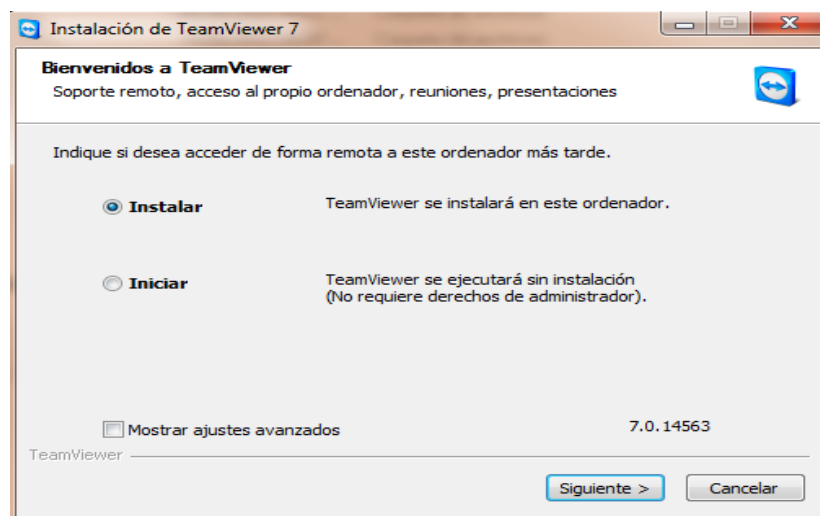 Instalación de TeamViewer 7
Bienvenidos a TeamViewer
Soporte remoto, acceso al propio ordenador, reuniones, presentaciones
Indique si desea acceder de forma remota a este ordenador más tarde.
Instalar TeamViewer se instalará en este ordenador.
Iniciar TeamViewer se ejecutará sin instalación
(No requiere derechos de administrador).
Mostrar ajustes avanzados 7.0.14563
TeamViewer
Siguiente > Cancelar